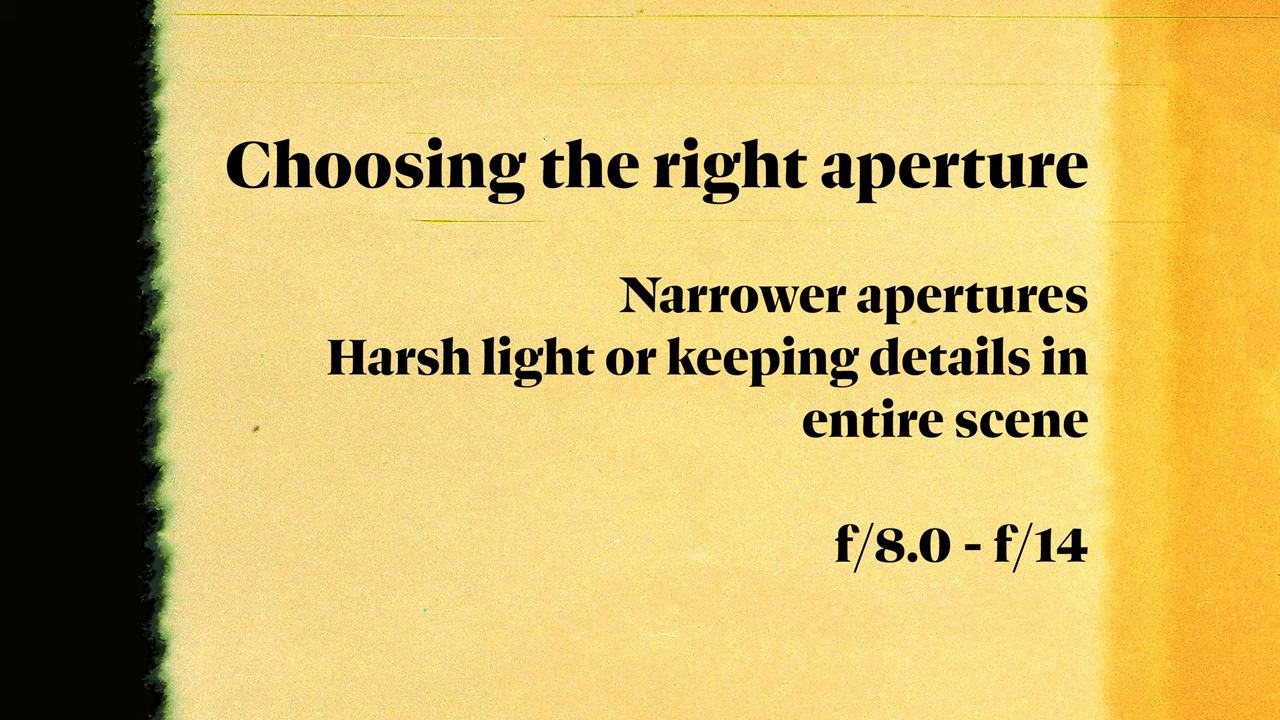 Choosing the right aperture
Narrower apertures
Harsh light or keeping details in
entire scene
f/8.0 - f/14